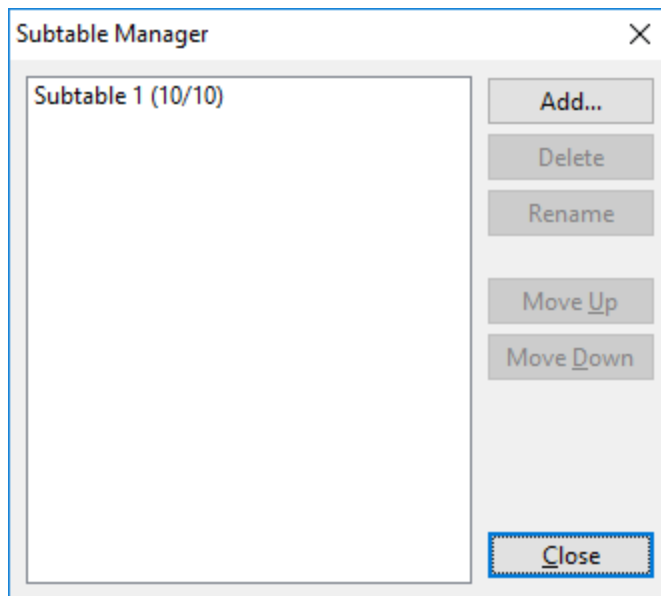 Subtable Manager
Subtable 1 (10/10)
Add...
Delete
Rename
Move Up
Move Down
Close